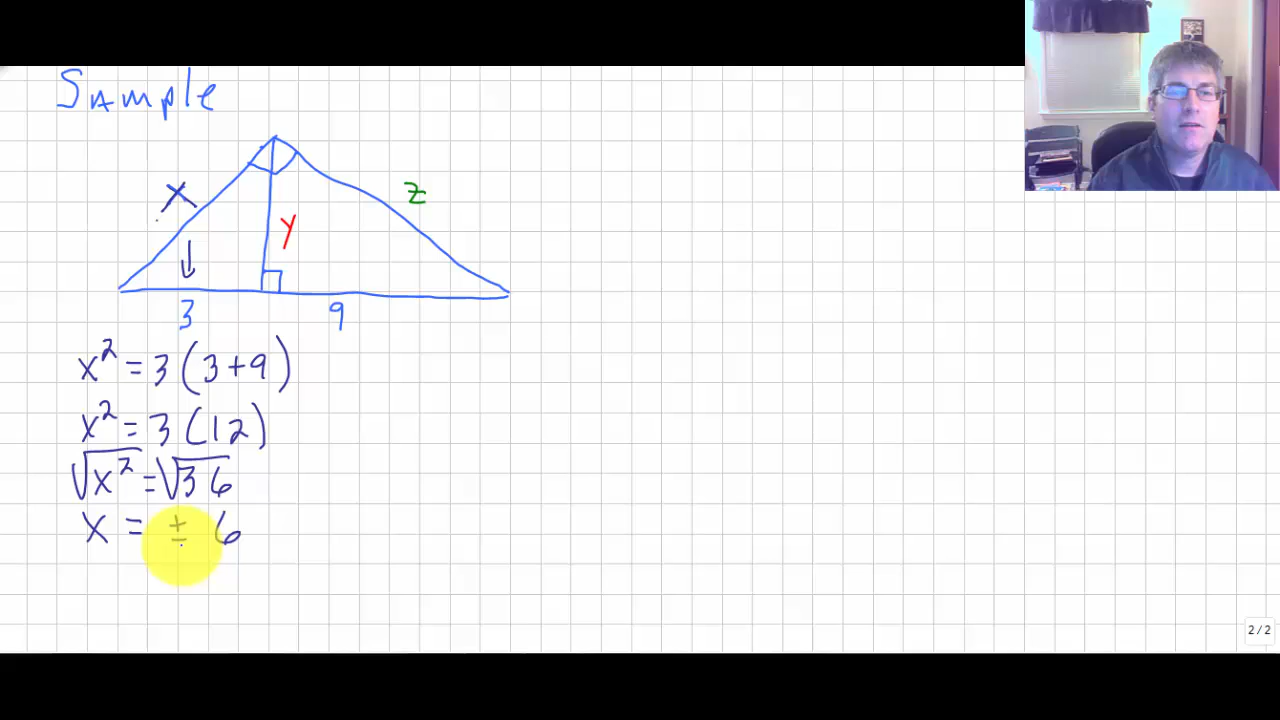 Sample
x
z
y
3
9
x² = 3(3+9)
x² = 3(12)
√x² = √36
x = ± 6
2/2